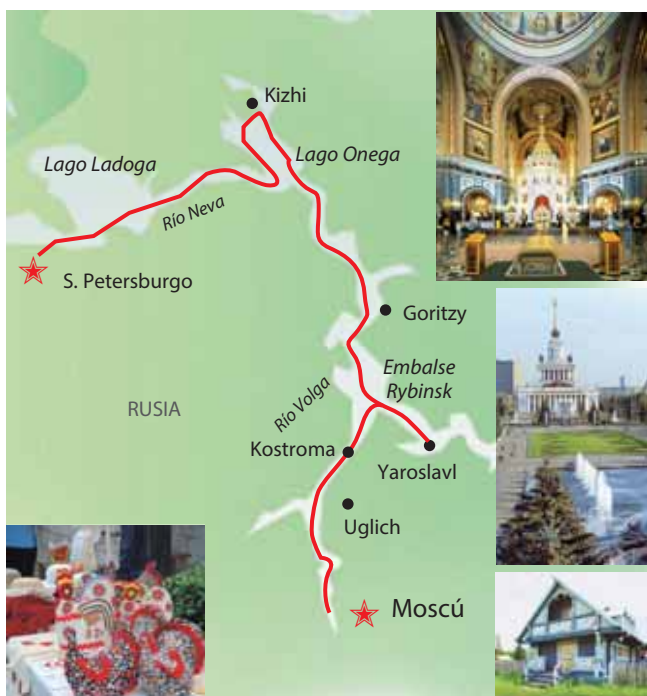 Kizhi
Lago Ladoga
Lago Onega
Río Neva
S. Petersburgo
Goritzy
Embalse
Rybinsk
RUSIA
Río Volga
Kostroma
Yaroslavl
Uglich
Moscú